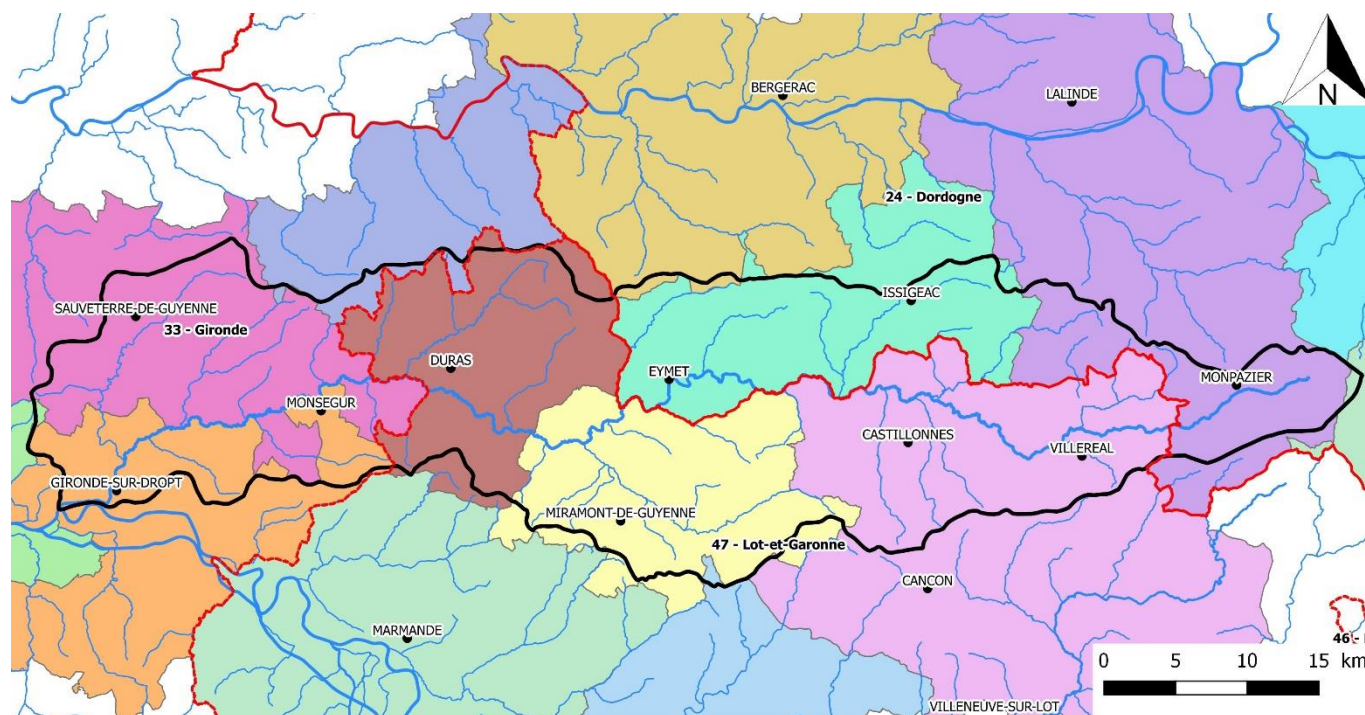 BERGERAC
LALINDE
N
24 - Dordogne
ISSIGEAC
SAUVETERRE-DE-GUYENNE
33 - Gironde
DURAS
EYMET
MONPAZIER
MONSEGUR
CASTILLONNES
VILLEREAL
GIRONDE-SUR-DROPT
MIRAMONT-DE-GUYENNE
47 - Lot-et-Garonne
CANCON
MARMANDE
46 -
0 5 10 15 km
VILLENEUVE-SUR-LOT